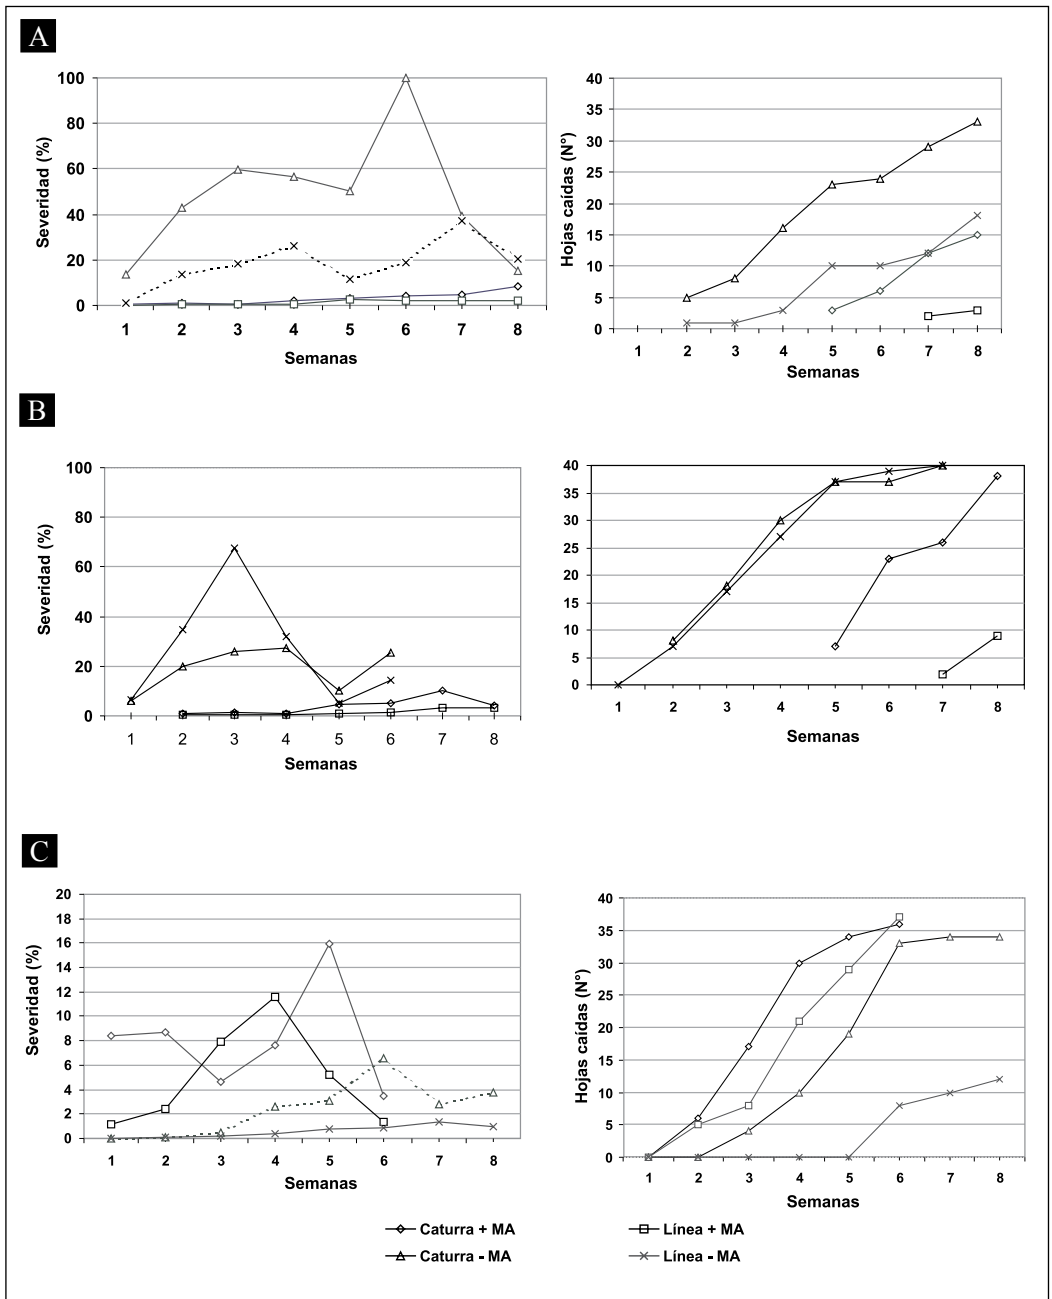 A
Severidad (%)
100
80
60
40
20
0
1 2 3 4 5 6 7 8
Semanas
Hojas caídas (N°)
40
35
30
25
20
15
10
5
0
1 2 3 4 5 6 7 8
Semanas
B
Severidad (%)
100
80
60
40
20
0
1 2 3 4 5 6 7 8
Semanas
40
35
30
25
20
15
10
5
0
1 2 3 4 5 6 7 8
Semanas
C
Severidad (%)
20
18
16
14
12
10
8
6
4
2
0
1 2 3 4 5 6 7 8
Semanas
Hojas caídas (N°)
40
35
30
25
20
15
10
5
0
1 2 3 4 5 6 7 8
Semanas
Caturra + MA
Línea + MA
Caturra - MA
Línea - MA